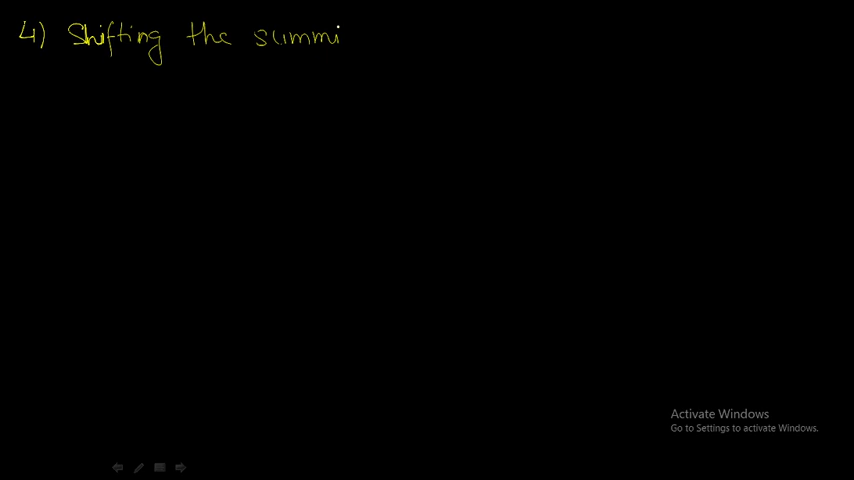 4) Shifting the summi
Activate Windows
Go to Settings to activate Windows.